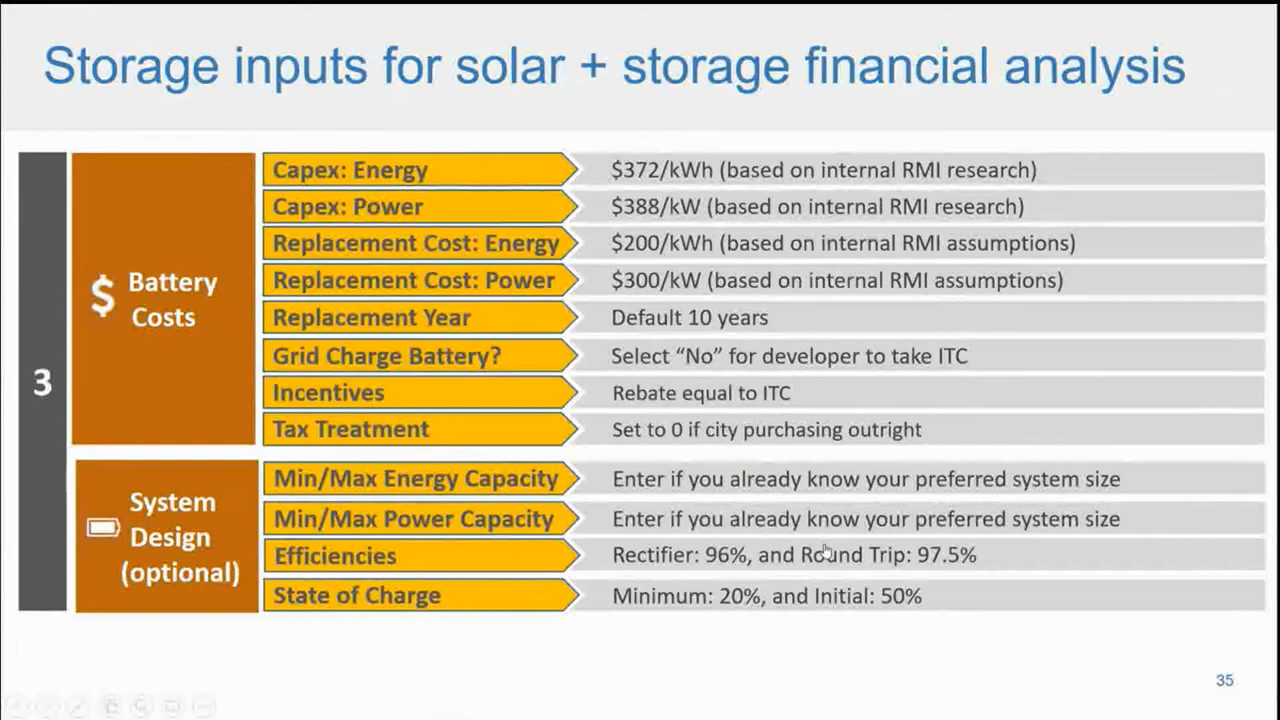 Storage inputs for solar + storage financial analysis
3
$ Battery
Costs
Capex: Energy
$372/kWh (based on internal RMI research)
Capex: Power
$388/kW (based on internal RMI research)
Replacement Cost: Energy
$200/kWh (based on internal RMI assumptions)
Replacement Cost: Power
$300/kW (based on internal RMI assumptions)
Replacement Year
Default 10 years
Grid Charge Battery?
Select “No” for developer to take ITC
Incentives
Rebate equal to ITC
Tax Treatment
Set to 0 if city purchasing outright
System
Design
(optional)
Min/Max Energy Capacity
Enter if you already know your preferred system size
Min/Max Power Capacity
Enter if you already know your preferred system size
Efficiencies
Rectifier: 96%, and Round Trip: 97.5%
State of Charge
Minimum: 20%, and Initial: 50%
35